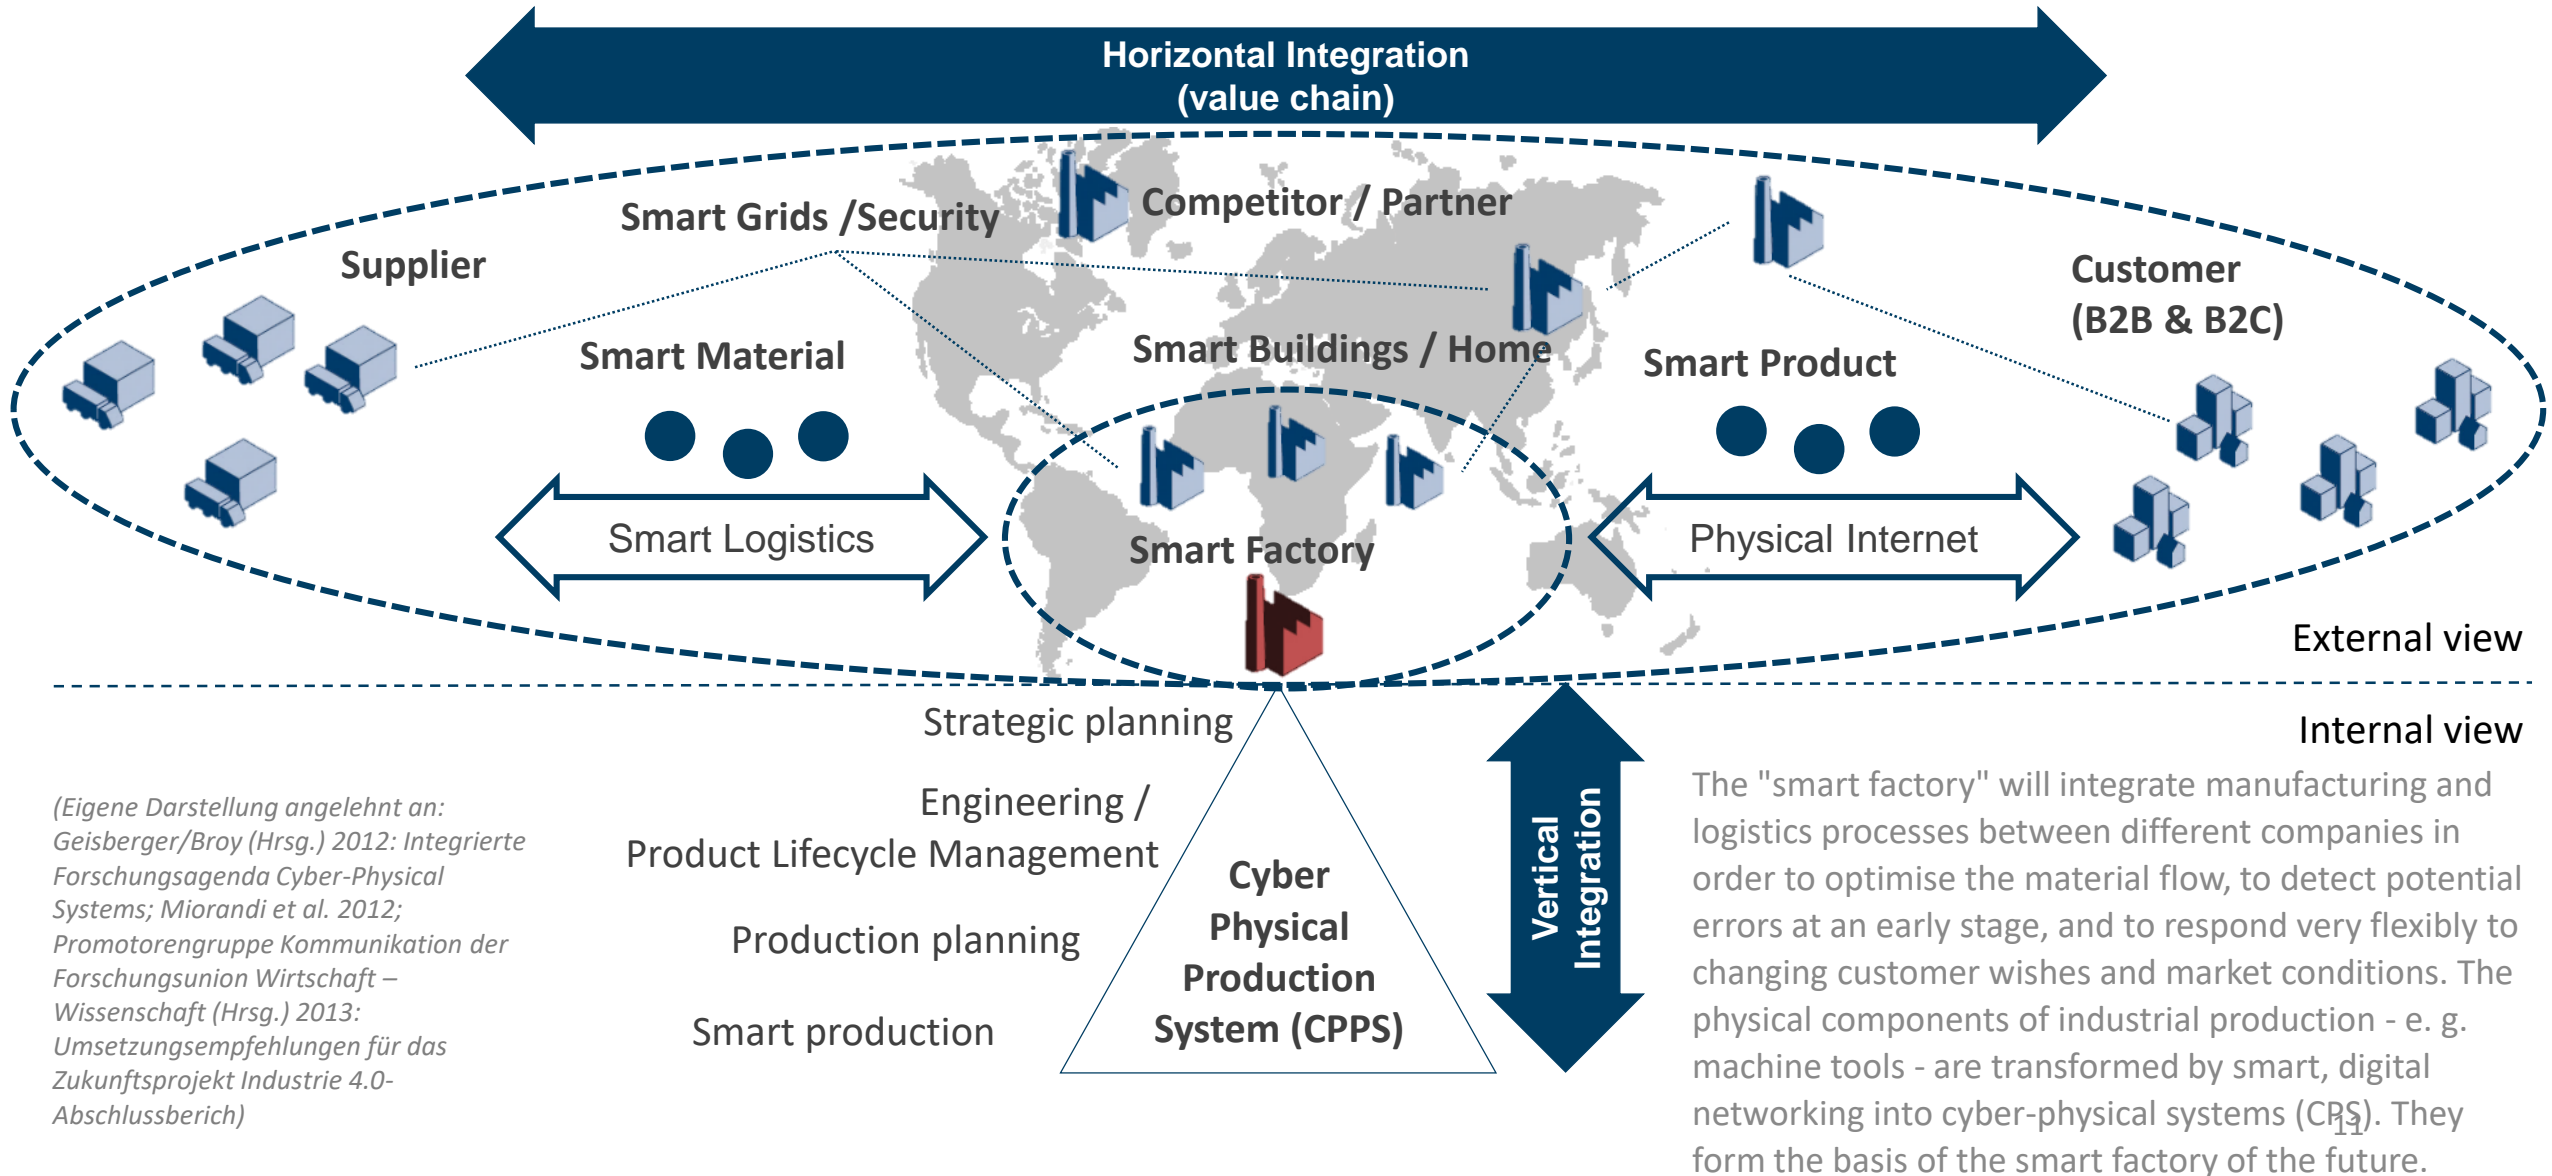 Horizontal Integration
(value chain)
Smart Grids /Security
Competitor / Partner
Supplier
Customer
(B2B & B2C)
Smart Material
Smart Buildings / Home
Smart Product
Smart Logistics
Smart Factory
Physical Internet
External view
Internal view
Strategic planning
Engineering /
Product Lifecycle Management
Production planning
Smart production
Cyber
Physical
Production
System (CPPS)
Vertical
Integration
(Eigene Darstellung angelehnt an:
Geisberger/Broy (Hrsg.) 2012: Integrierte
Forschungsagenda Cyber-Physical
Systems; Miorandi et al. 2012;
Promotorengruppe Kommunikation der
Forschungsunion Wirtschaft –
Wissenschaft (Hrsg.) 2013:
Umsetzungsempfehlungen für das
Zukunftsprojekt Industrie 4.0-
Abschlussberich)
The "smart factory" will integrate manufacturing and
logistics processes between different companies in
order to optimise the material flow, to detect potential
errors at an early stage, and to respond very flexibly to
changing customer wishes and market conditions. The
physical components of industrial production - e. g.
machine tools - are transformed by smart, digital
networking into cyber-physical systems (CPS). They
form the basis of the smart factory of the future.
11